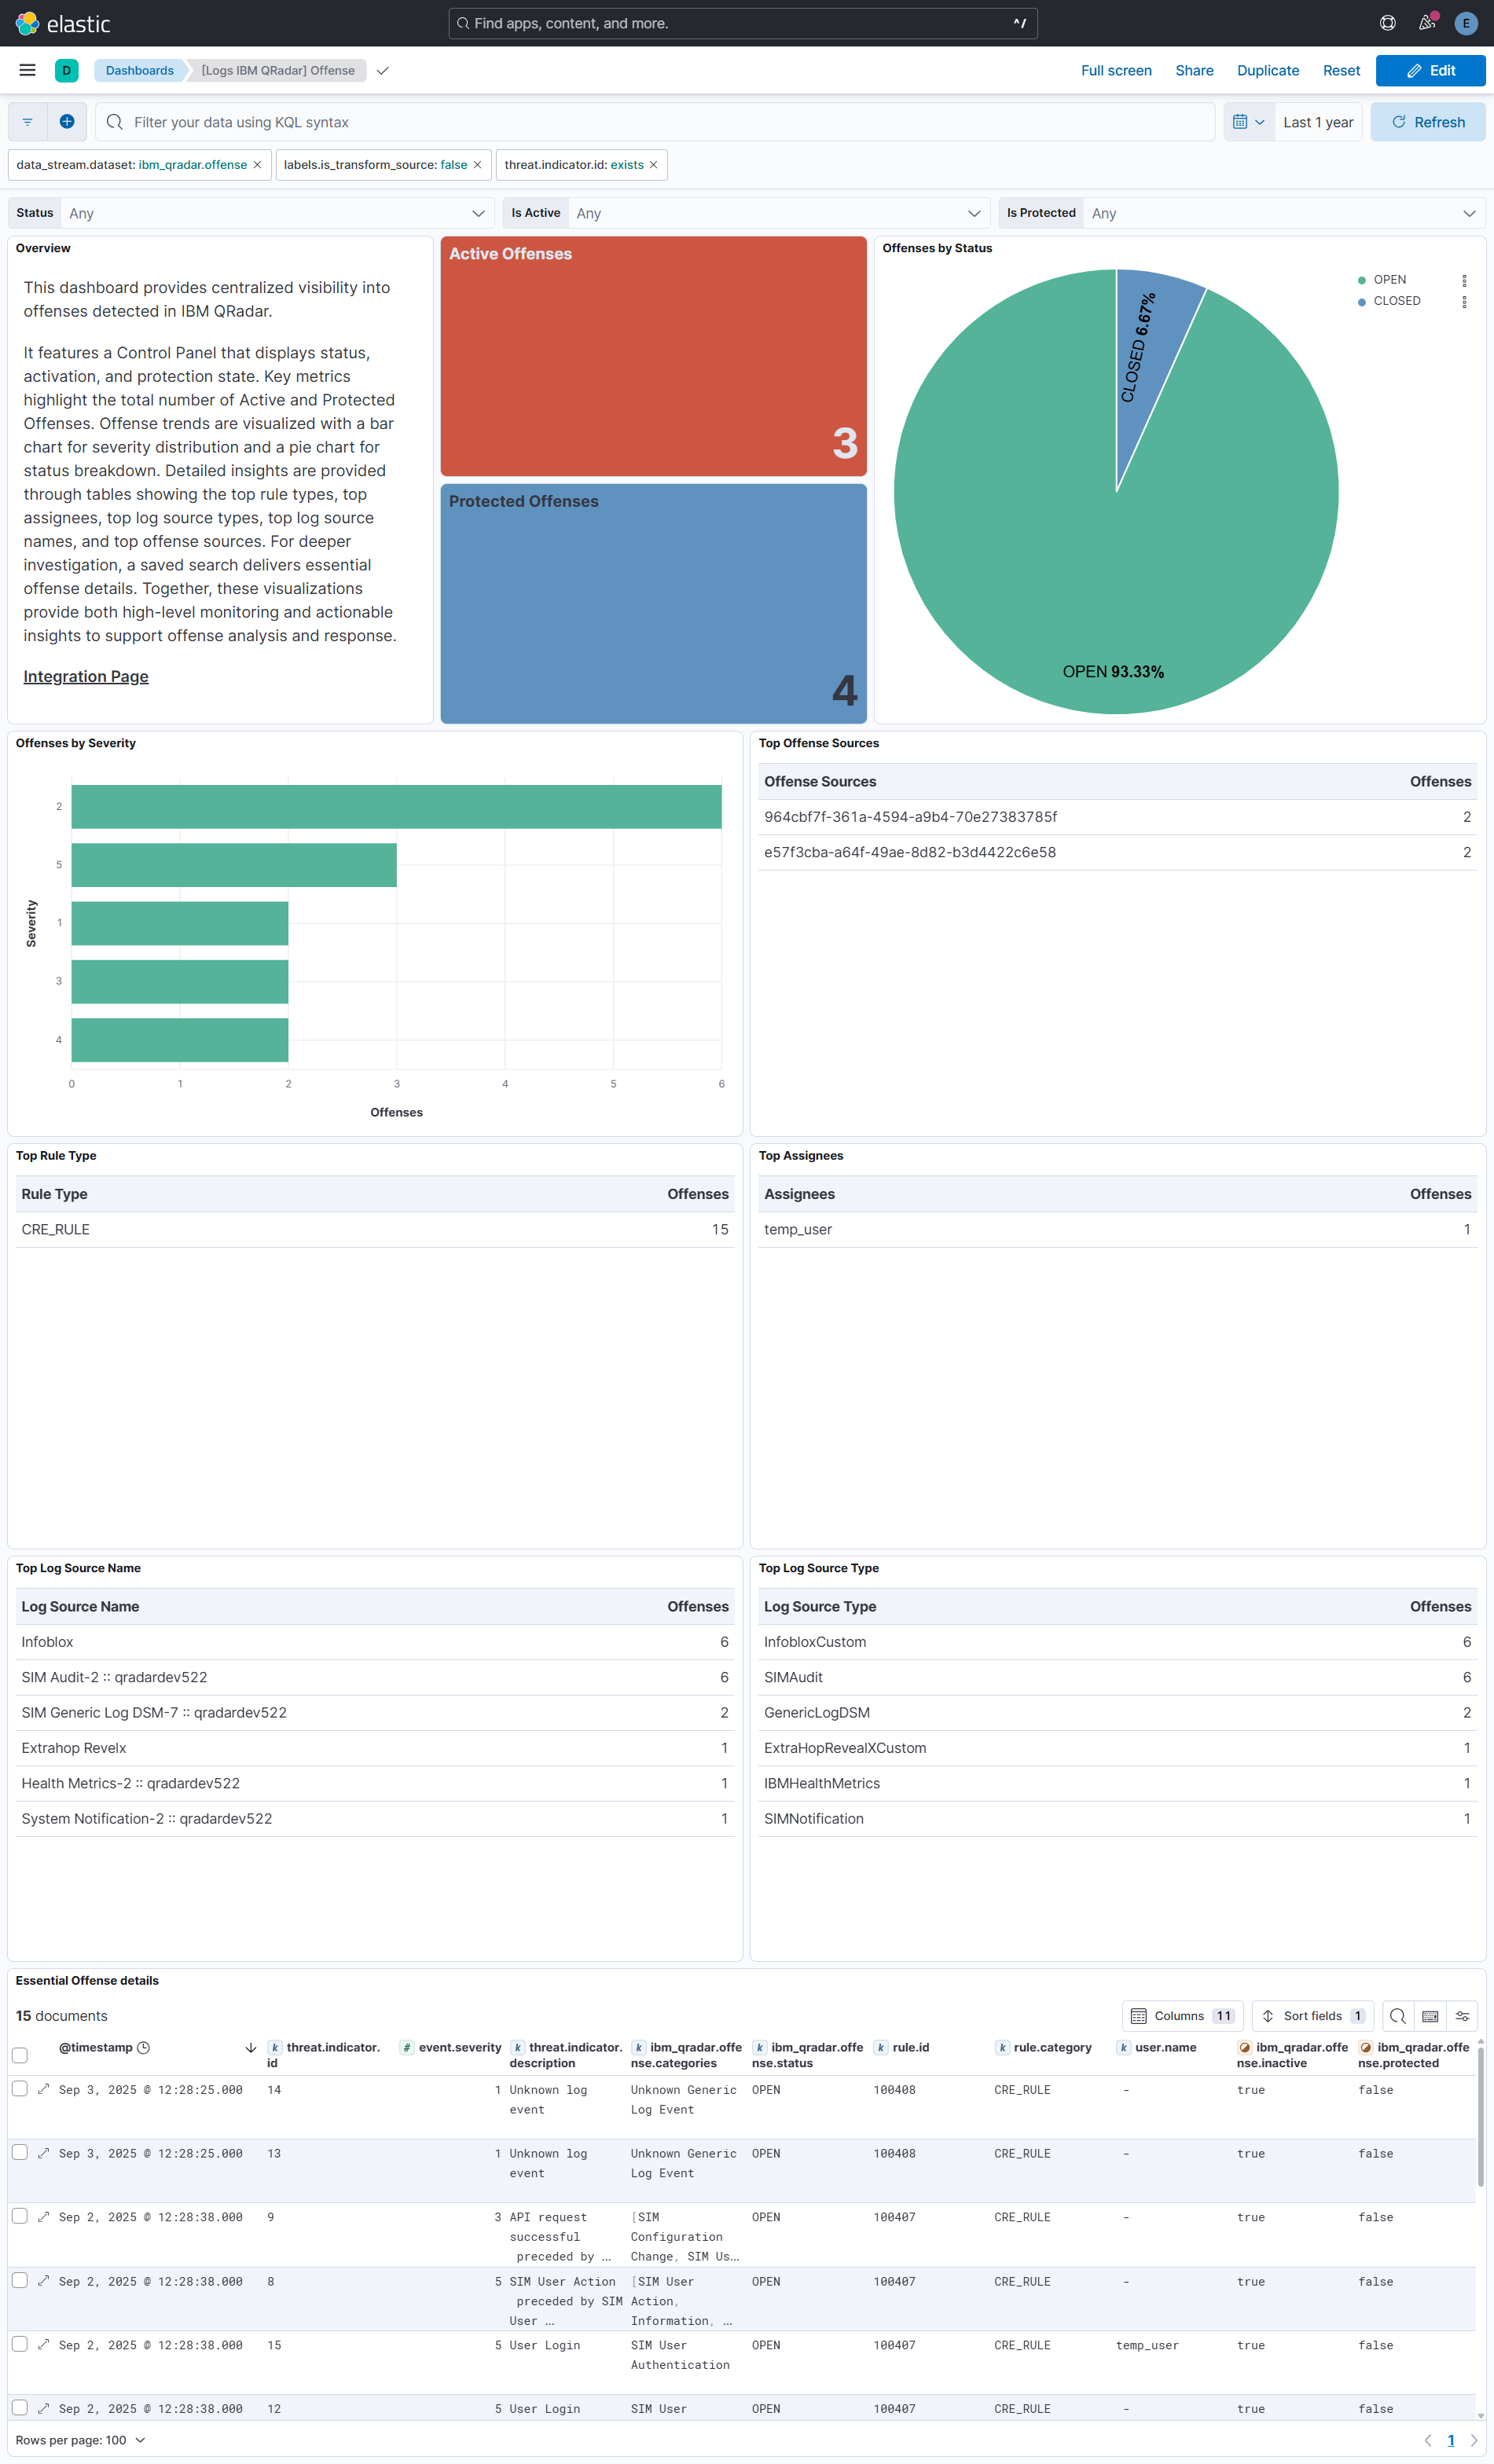 elastic
Find apps, content, and more.
^/
E
D
Dashboards
[Logs IBM QRadar] Offense
Full screen
Share
Duplicate
Reset
Edit
Filter your data using KQL syntax
Last 1 year
Refresh
data_stream.dataset: ibm_qradar.offense
labels.is_transform_source: false
threat.indicator.id: exists
Status Any
Is Active Any
Is Protected Any
Overview
This dashboard provides centralized visibility into
offenses detected in IBM QRadar.
It features a Control Panel that displays status,
activation, and protection state. Key metrics
highlight the total number of Active and Protected
Offenses. Offense trends are visualized with a bar
chart for severity distribution and a pie chart for
status breakdown. Detailed insights are provided
through tables showing the top rule types, top
assignees, top log source types, top log source
names, and top offense sources. For deeper
investigation, a saved search delivers essential
offense details. Together, these visualizations
provide both high-level monitoring and actionable
insights to support offense analysis and response.
Integration Page
Active Offenses
3
Protected Offenses
4
Offenses by Status
OPEN
CLOSED
CLOSED 6.67%
OPEN 93.33%
Offenses by Severity
Severity
2
5
1
3
4
0 1 2 3 4 5 6
Offenses
Top Offense Sources
Offense Sources Offenses
964cbf7f-361a-4594-a9b4-70e27383785f 2
e57f3cba-a64f-49ae-8d82-b3d4422c6e58 2
Top Rule Type
Rule Type Offenses
CRE_RULE 15
Top Assignees
Assignees Offenses
temp_user 1
Top Log Source Name
Log Source Name Offenses
Infoblox 6
SIM Audit-2 :: qradardev522 6
SIM Generic Log DSM-7 :: qradardev522 2
Extrahop Revelx 1
Health Metrics-2 :: qradardev522 1
System Notification-2 :: qradardev522 1
Top Log Source Type
Log Source Type Offenses
InfobloxCustom 6
SIMAudit 6
GenericLogDSM 2
ExtraHopRevealXCustom 1
IBMHealthMetrics 1
SIMNotification 1
Essential Offense details
15 documents
Columns 11
Sort fields 1
@timestamp k threat.indicator. # event.severity k threat.indicator. k ibm_qradar.offe k ibm_qradar.offe k rule.id k rule.category k user.name ibm_qradar.offe ibm_qradar.offe
id description nse.categories nse.status nse.inactive nse.protected
Sep 3, 2025 @ 12:28:25.000 14 1 Unknown log Unknown Generic OPEN 100408 CRE_RULE - true false
event Log Event
Sep 3, 2025 @ 12:28:25.000 13 1 Unknown log Unknown Generic OPEN 100408 CRE_RULE - true false
event Log Event
Sep 2, 2025 @ 12:28:38.000 9 3 API request [SIM OPEN 100407 CRE_RULE - true false
successful Configuration
preceded by ... Change, SIM Us...
Sep 2, 2025 @ 12:28:38.000 8 5 SIM User Action [SIM User OPEN 100407 CRE_RULE - true false
preceded by SIM Action,
User ... Information, ...
Sep 2, 2025 @ 12:28:38.000 15 5 User Login SIM User OPEN 100407 CRE_RULE temp_user true false
Authentication
Sep 2, 2025 @ 12:28:38.000 12 5 User Login SIM User OPEN 100407 CRE_RULE - true false
Rows per page: 100
1